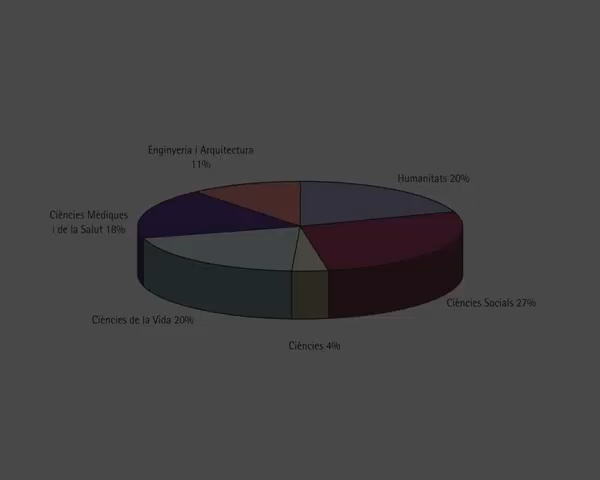 Enginyeria i Arquitectura
11%
Humanitats 20%
Ciències Mèdiques
i de la Salut 18%
Ciències Socials 27%
Ciències de la Vida 20%
Ciències 4%